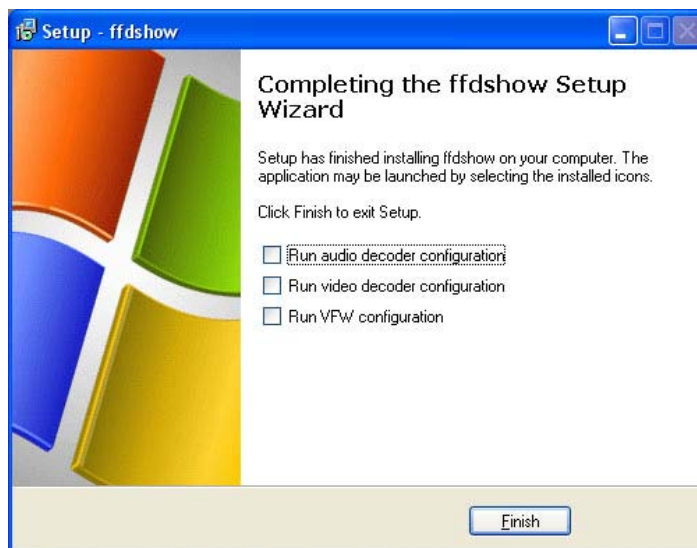 Setup - ffdshow
Completing the ffdshow Setup
Wizard
Setup has finished installing ffdshow on your computer. The
application may be launched by selecting the installed icons.
Click Finish to exit Setup.
Run audio decoder configuration
Run video decoder configuration
Run VFW configuration
Finish